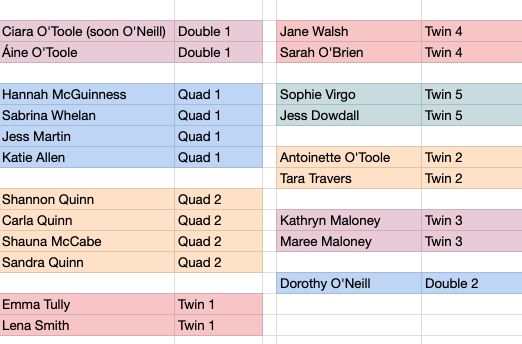 Ciara O'Toole (soon O'Neill) Double 1
Áine O'Toole Double 1
Hannah McGuinness Quad 1
Sabrina Whelan Quad 1
Jess Martin Quad 1
Katie Allen Quad 1
Shannon Quinn Quad 2
Carla Quinn Quad 2
Shauna McCabe Quad 2
Sandra Quinn Quad 2
Emma Tully Twin 1
Lena Smith Twin 1
Jane Walsh Twin 4
Sarah O'Brien Twin 4
Sophie Virgo Twin 5
Jess Dowdall Twin 5
Antoinette O'Toole Twin 2
Tara Travers Twin 2
Kathryn Maloney Twin 3
Maree Maloney Twin 3
Dorothy O'Neill Double 2